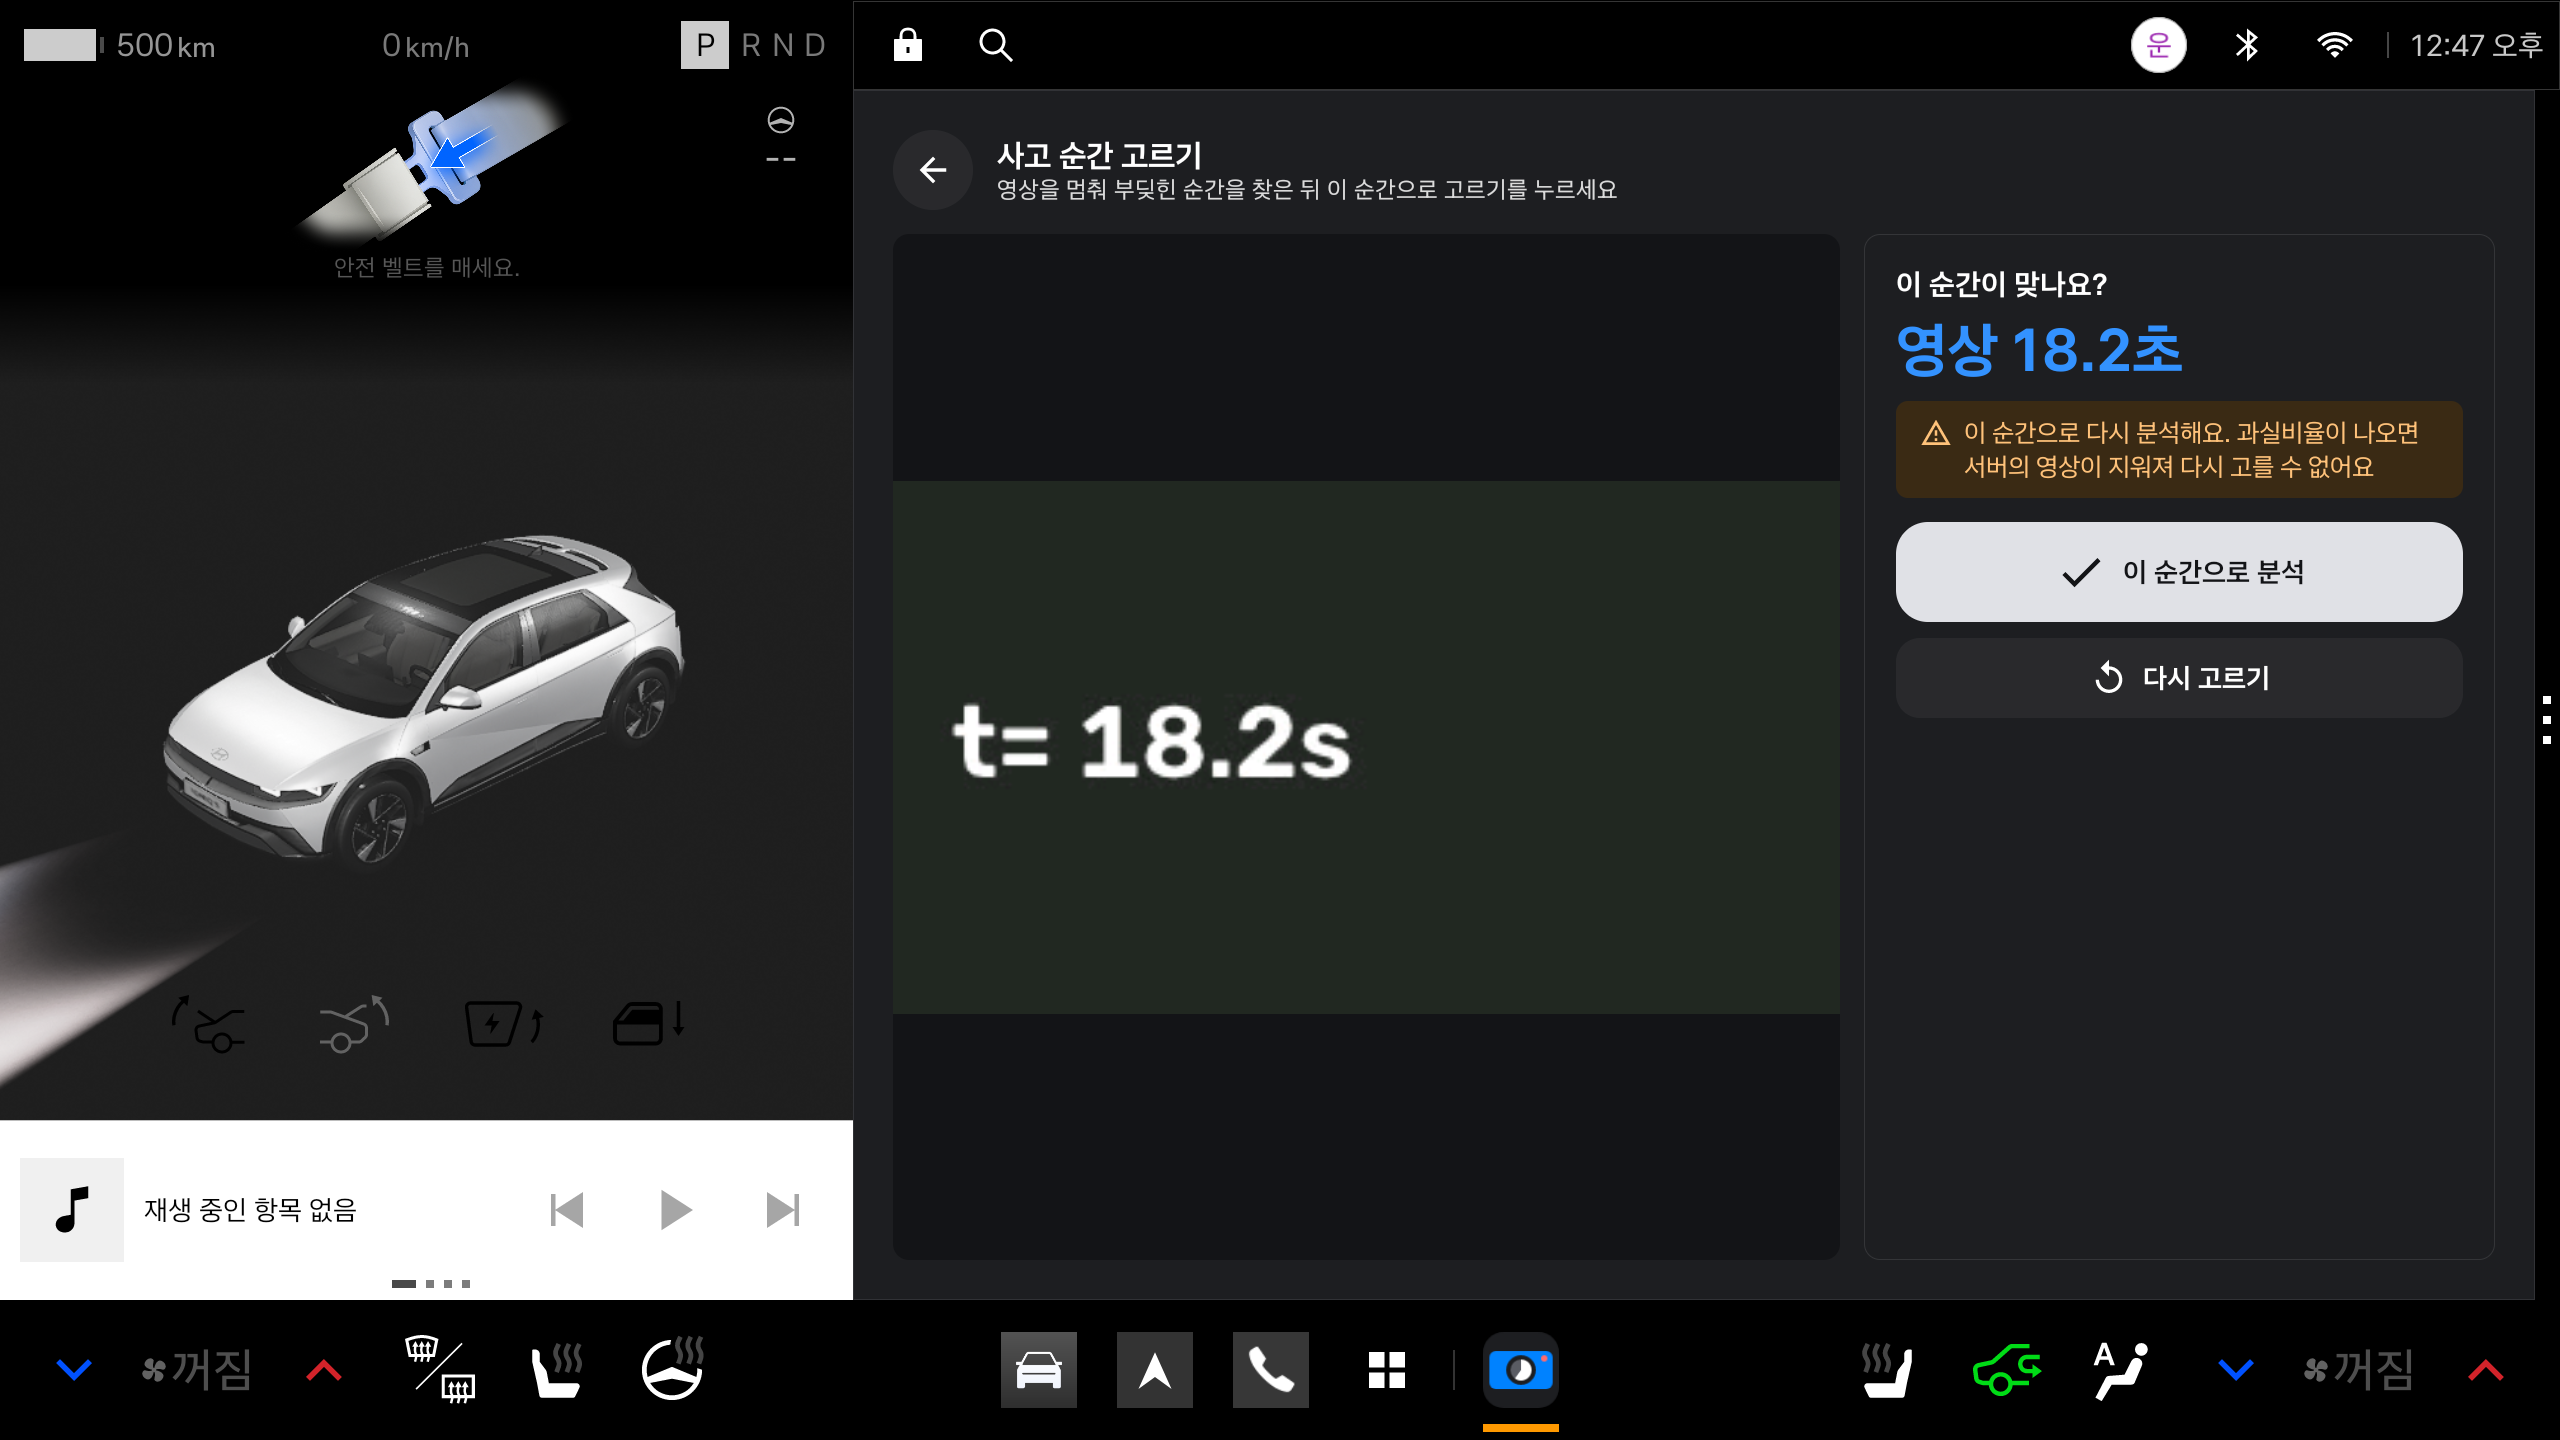 500 km
0 km/h
P R N D
운
12:47 오후
안전 벨트를 매세요.
--
사고 순간 고르기
영상을 멈춰 부딪힌 순간을 찾은 뒤 이 순간으로 고르기를 누르세요
t= 18.2s
이 순간이 맞나요?
영상 18.2초
이 순간으로 다시 분석해요. 과실비율이 나오면
서버의 영상이 지워져 다시 고를 수 없어요
이 순간으로 분석
다시 고르기
재생 중인 항목 없음
꺼짐
A
꺼짐